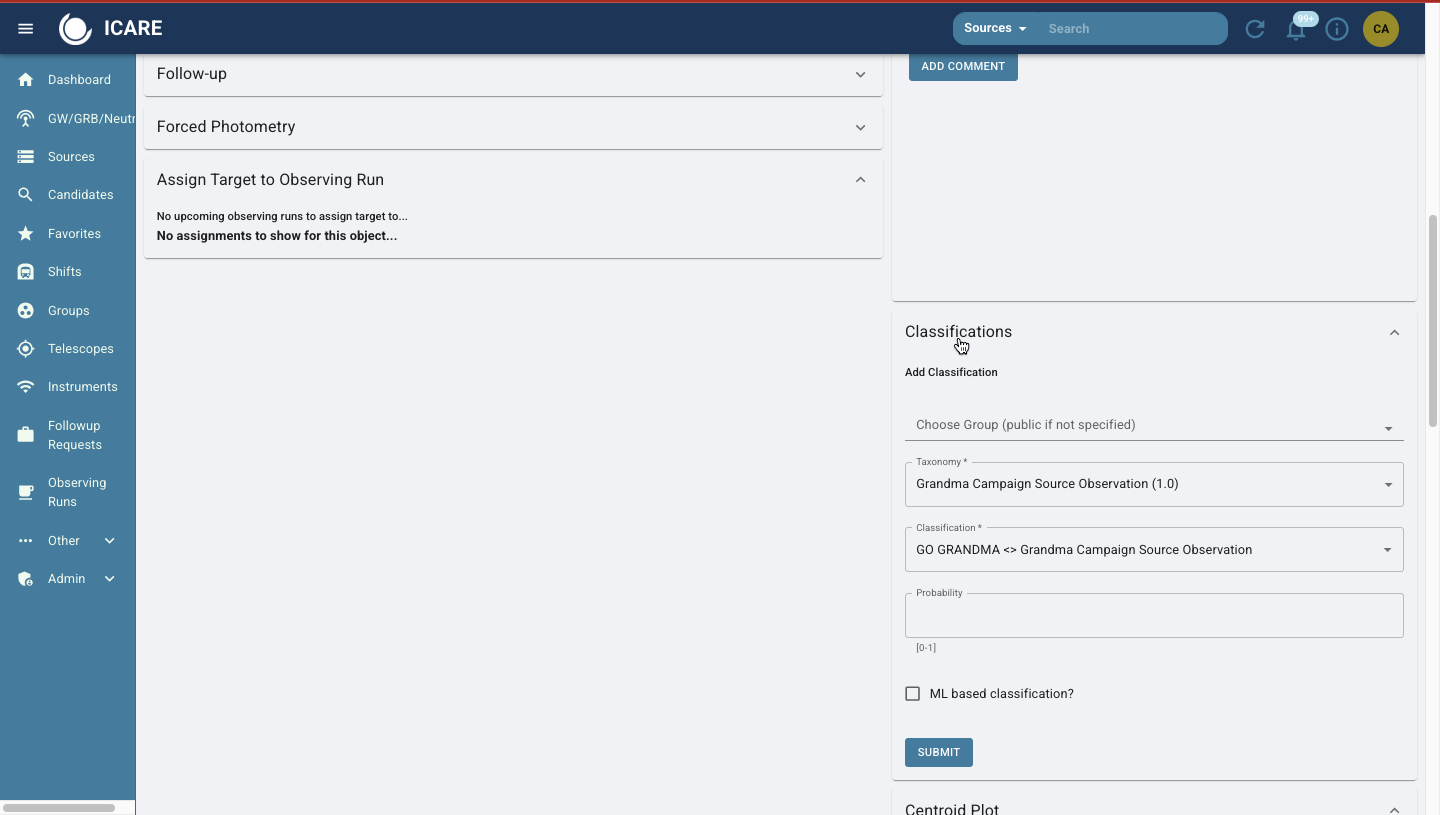 ICARE
Sources
Search
99+
CA
Dashboard
GW/GRB/Neutr
Sources
Candidates
Favorites
Shifts
Groups
Telescopes
Instruments
Followup
Requests
Observing
Runs
Other
Admin
Follow-up
Forced Photometry
Assign Target to Observing Run
No upcoming observing runs to assign target to...
No assignments to show for this object...
ADD COMMENT
Classifications
Add Classification
Choose Group (public if not specified)
Taxonomy *
Grandma Campaign Source Observation (1.0)
Classification *
GO GRANDMA <> Grandma Campaign Source Observation
Probability
[0-1]
ML based classification?
SUBMIT
Centroid Plot